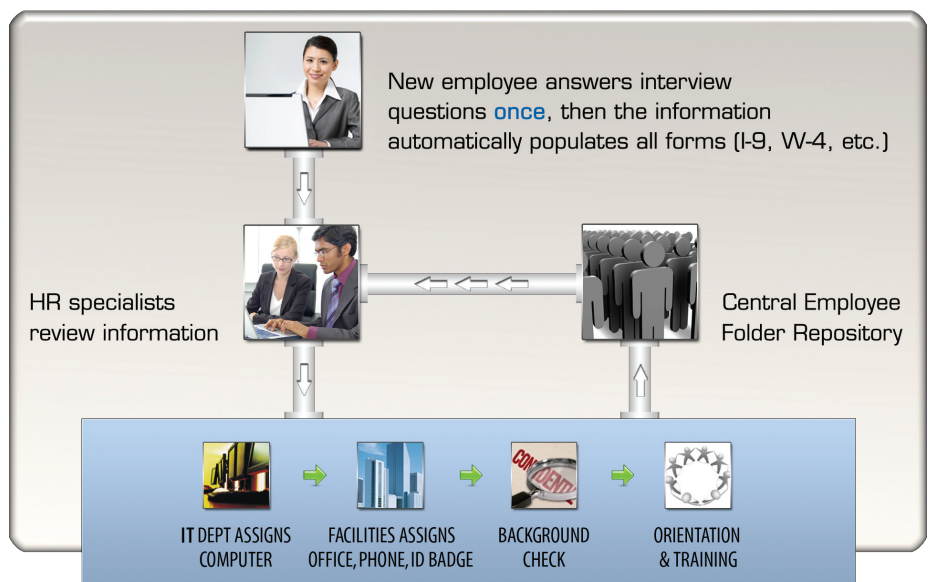 New employee answers interview
questions once, then the information
automatically populates all forms (I-9, W-4, etc.)
HR specialists
review information
Central Employee
Folder Repository
CONFIDENTI
IT DEPT ASSIGNS
COMPUTER
FACILITIES ASSIGNS
OFFICE, PHONE, ID BADGE
BACKGROUND
CHECK
ORIENTATION
& TRAINING